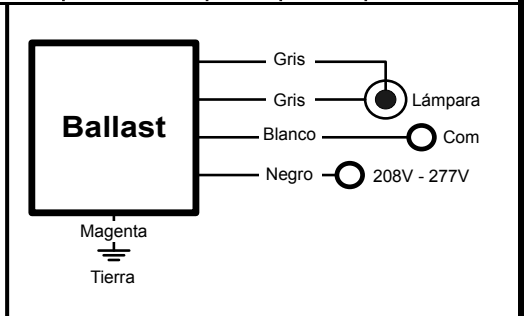 Gris
Gris
Lámpara
Ballast
Blanco
Com
Negro
208V - 277V
Magenta
Tierra